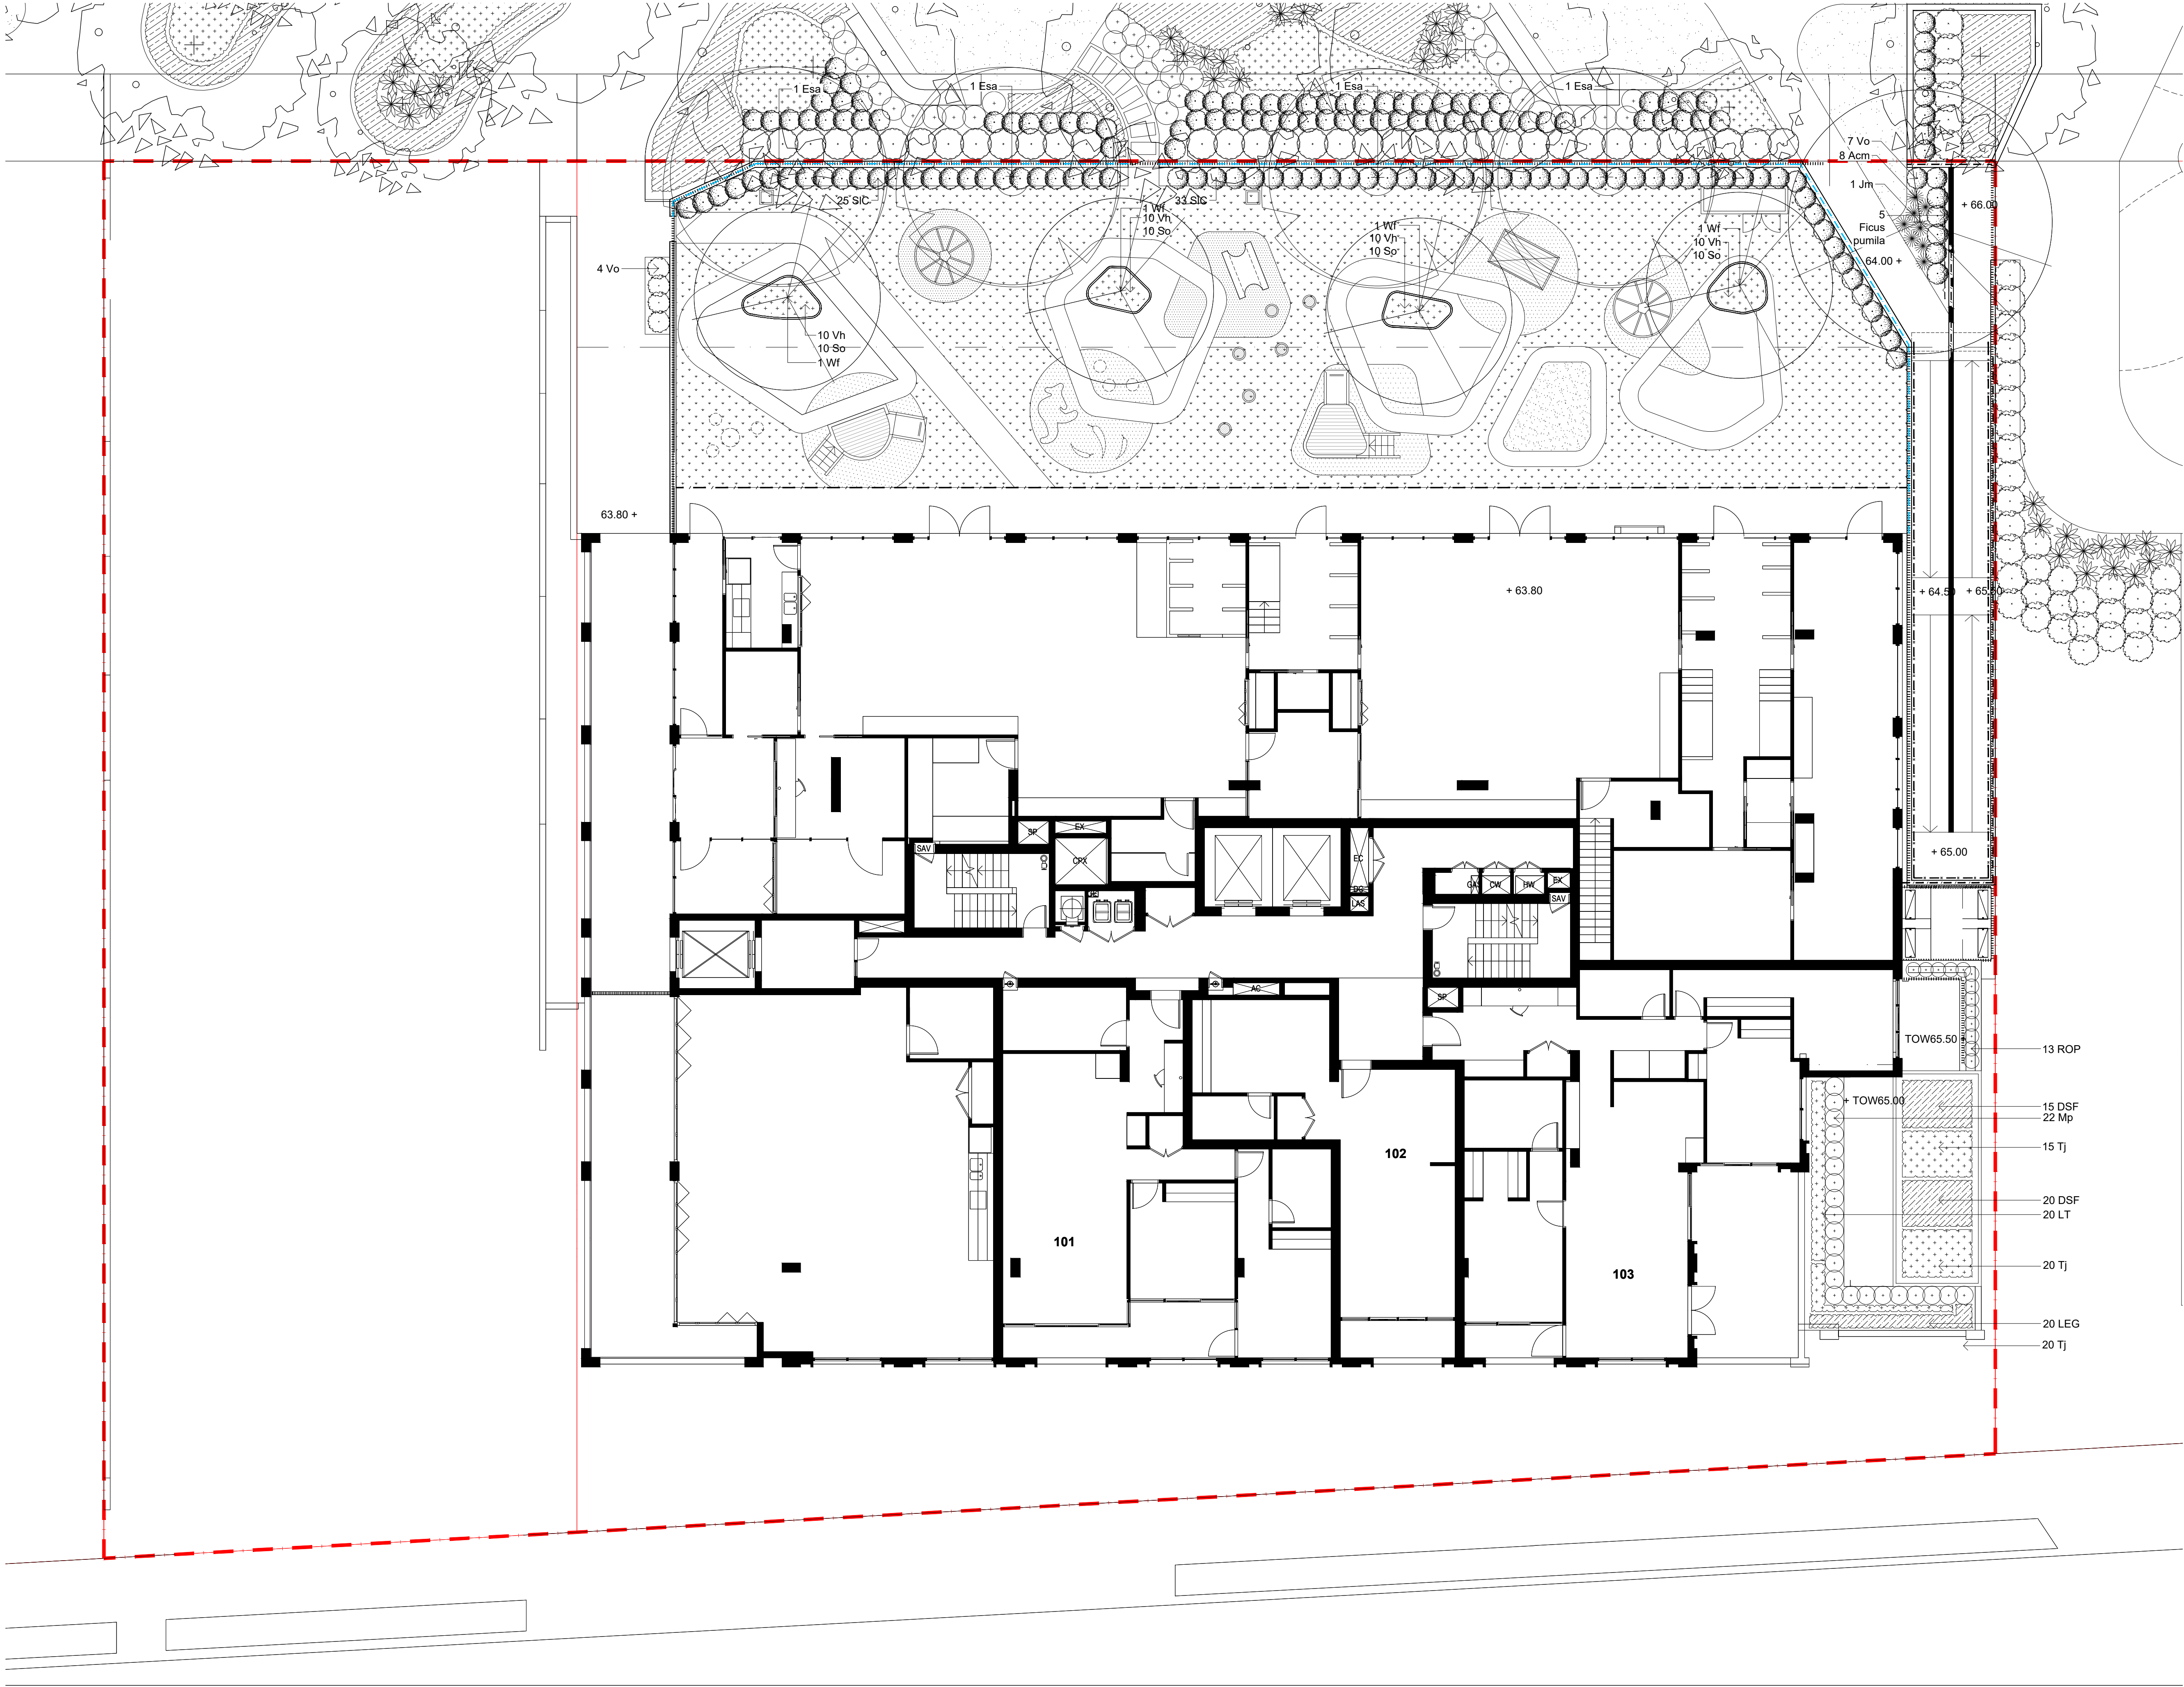 1 Esa
1 Esa
1 Esa
1 Esa
7 Vo
8 Acm
1 Jm
+ 66.00
5
Ficus
pumila
64.00 +
25 SIC
33 SIC
1 Wf
10 Vh
10 So
1 Wf
10 Vh
10 So
1 Wf
10 Vh
10 So
4 Vo
10 Vh
10 So
1 Wf
63.80 +
+ 63.80
+ 64.50
+ 65.50
SP
EX
CPX
SAV
EC
LAS
GAS
CW
HW
EX
SAV
+ 65.00
AC
SP
TOW65.50
13 ROP
+ TOW65.00
15 DSF
22 Mp
15 Tj
102
20 DSF
20 LT
101
20 Tj
103
20 LEG
20 Tj